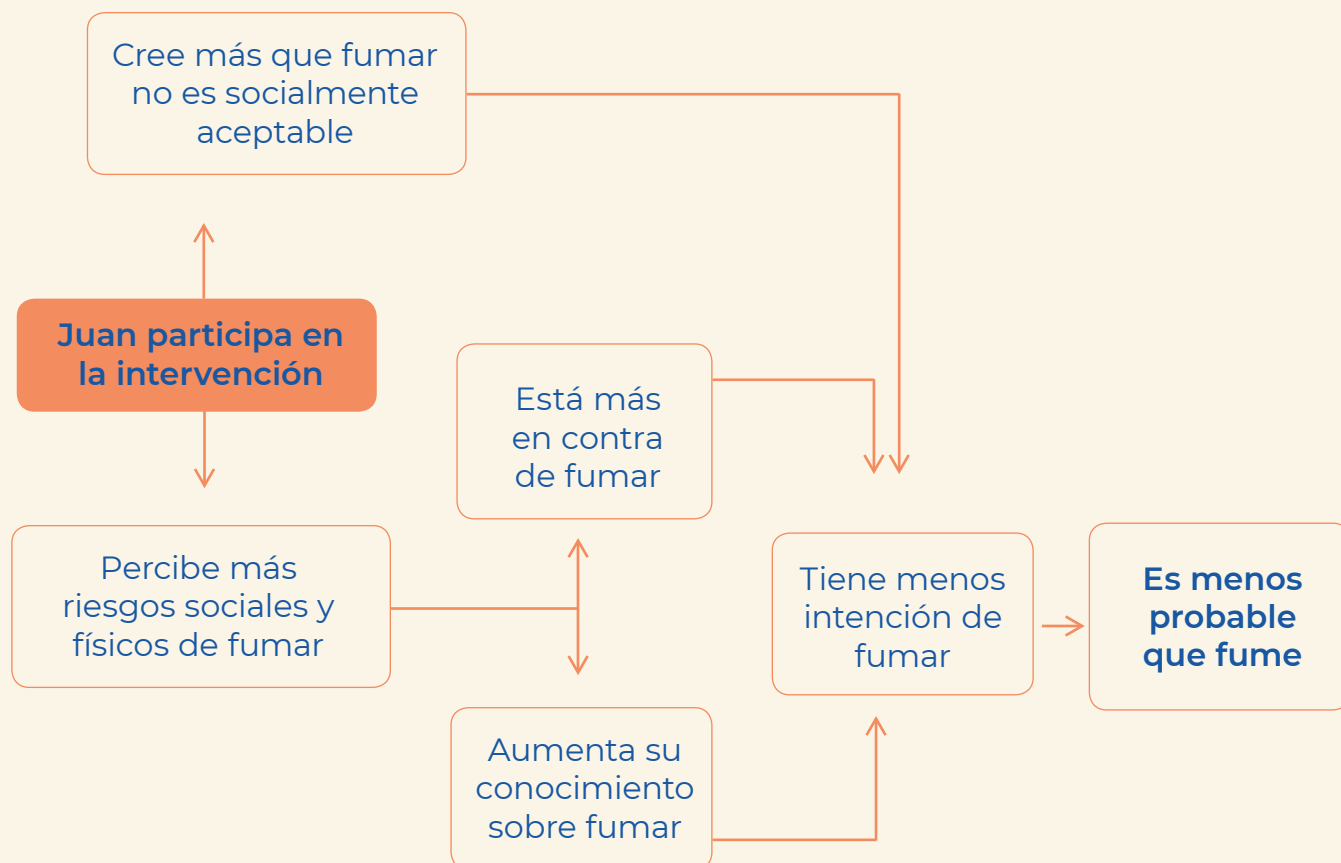 Cree más que fumar
no es socialmente
aceptable
Juan participa en
la intervención
Percibe más
riesgos sociales y
físicos de fumar
Está más
en contra
de fumar
Aumenta su
conocimiento
sobre fumar
Tiene menos
intención de
fumar
Es menos
probable
que fume